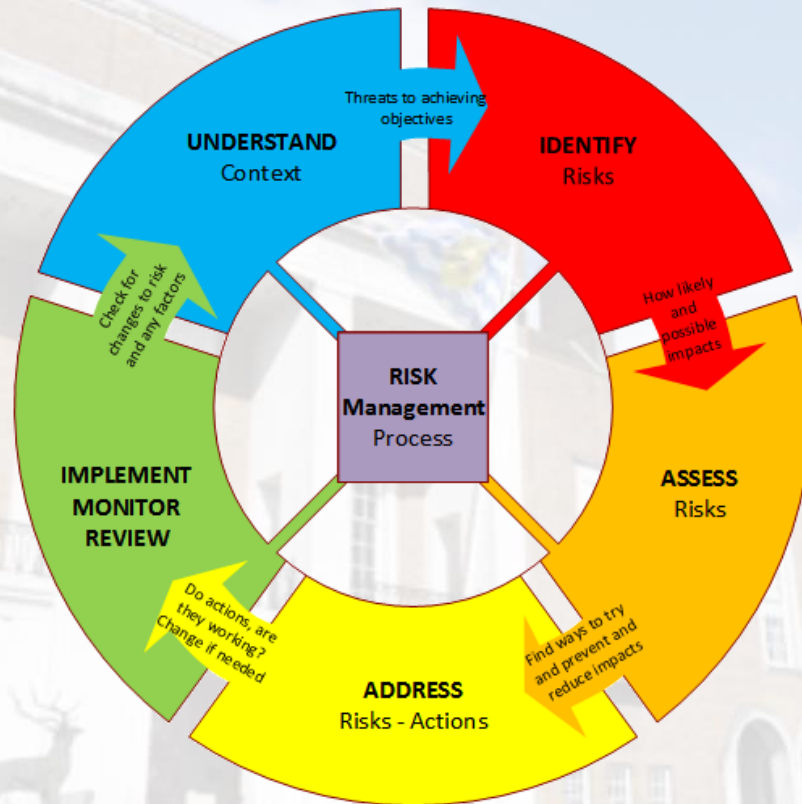 Threats to achieving
objectives
UNDERSTAND
Context
IDENTIFY
Risks
How likely
and
possible
impacts
Check for
changes to risk
and any factors
RISK
Management
Process
ASSESS
Risks
IMPLEMENT
MONITOR
REVIEW
Find ways to try
and prevent and
reduce impacts
Do actions, are
they working?
Change if needed
ADDRESS
Risks - Actions